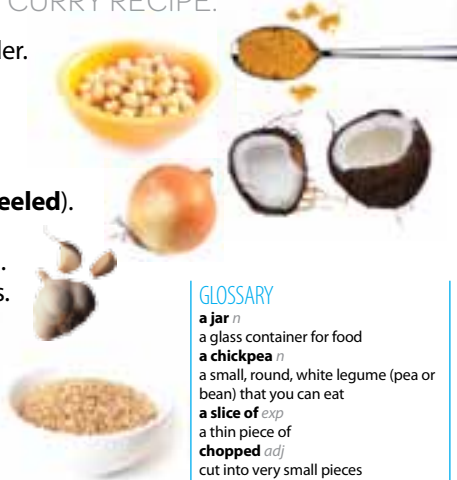 CURRY RECIPE.
ler.
eeled).
.
s.
GLOSSARY
a jar n
a glass container for food
a chickpea n
a small, round, white legume (pea or
bean) that you can eat
a slice of exp
a thin piece of
chopped adj
cut into very small pieces